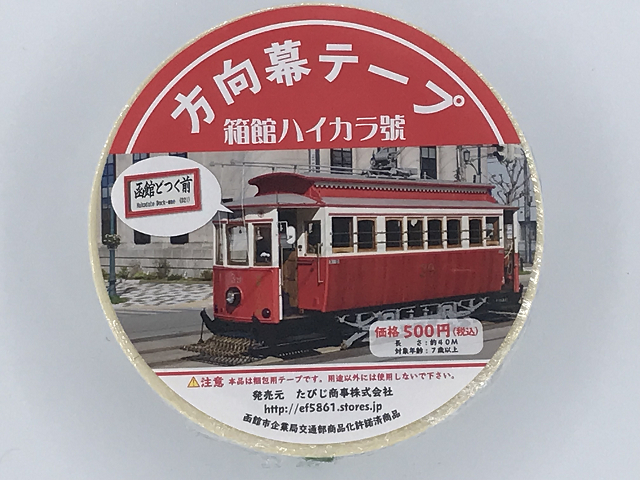 方向幕テープ
箱館ハイカラ號
函館どつく前
価格500円(税込)
長 さ:約40M
対象年齢:7歳以上
⚠注意 本品は梱包用テープです。用途以外には使用しないで下さい。
発売元 たびじ商事株式会社
http://ef5861.stores.jp
函館市企業局交通部商品化許諾済商品